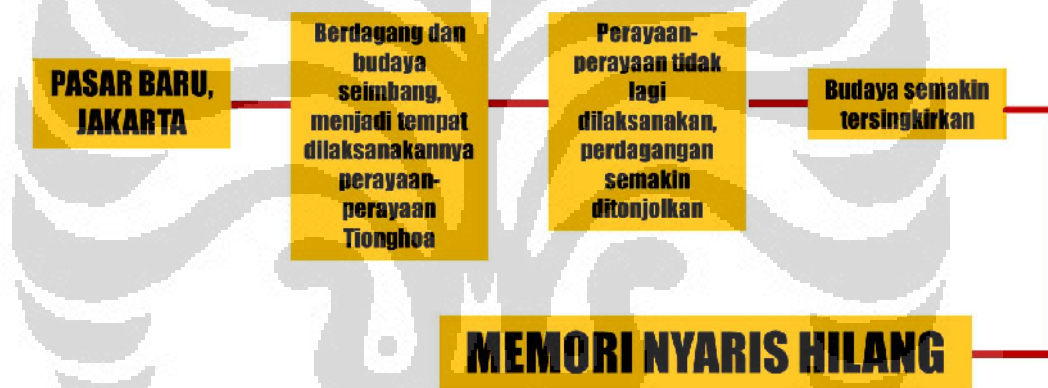 PASAR BARU,
JAKARTA
Berdagang dan
budaya
seimbang,
menjadi tempat
dilaksanakannya
perayaan-
perayaan
Tionghoa
Perayaan-
perayaan tidak
lagi
dilaksanakan,
perdagangan
semakin
ditonjolkan
Budaya semakin
tersingkirkan
MEMORI NYARIS HILANG